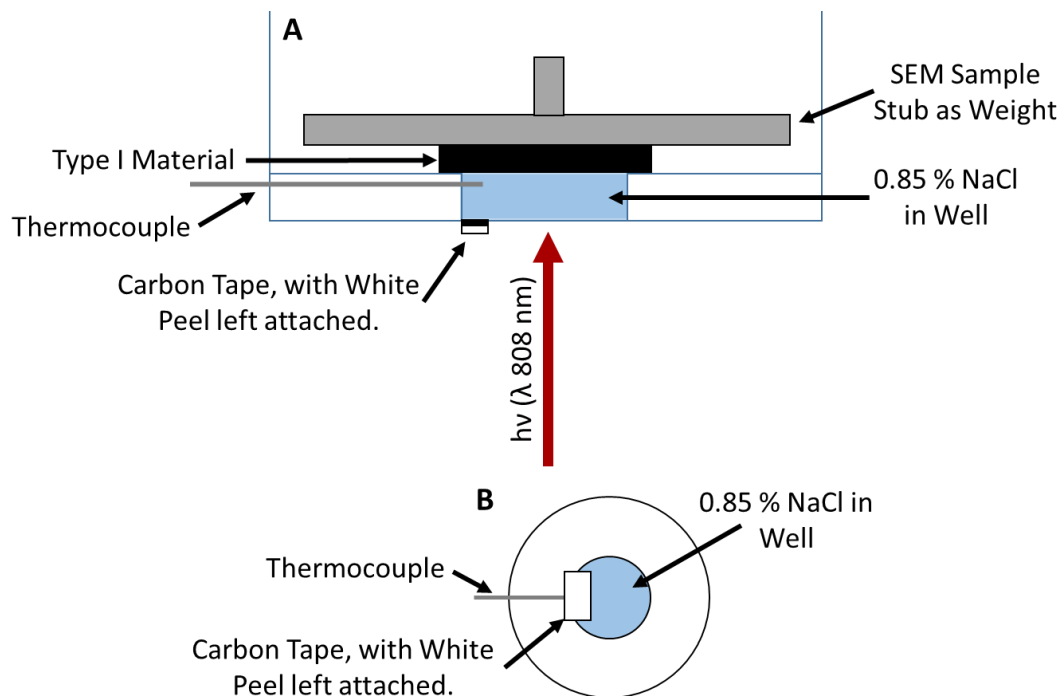 A
SEM Sample
Stub as Weight
Type I Material
0.85 % NaCl
in Well
Thermocouple
Carbon Tape, with White
Peel left attached.
hν (λ 808 nm)
B
0.85 % NaCl in
Well
Thermocouple
Carbon Tape, with White
Peel left attached.